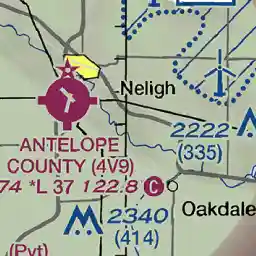 Neligh
ANTELOPE
COUNTY (4V9)
74 *L 37 122.8 C
2222
(335)
Oakdale
2340
(414)
(Pvt)